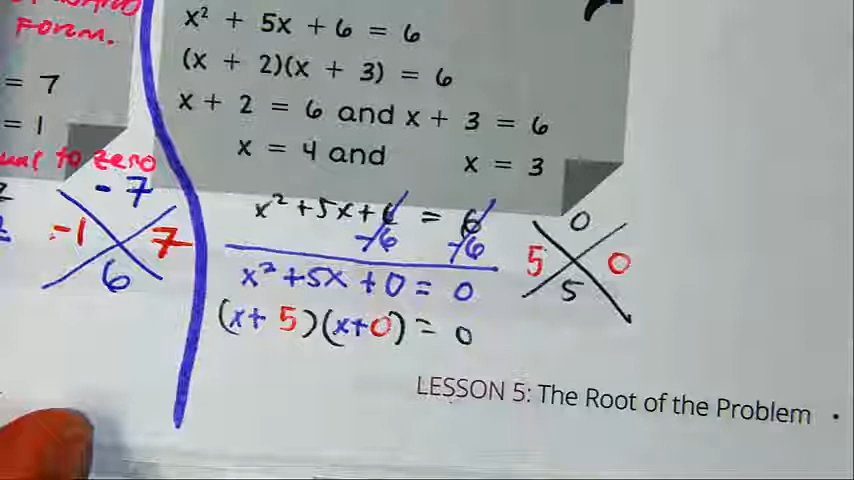 Form.
= 7
= 1
to zero
- 7
-1 7
6
x² + 5x + 6 = 6
(x + 2)(x + 3) = 6
x + 2 = 6 and x + 3 = 6
x = 4 and x = 3
x² + 5x + 6 = 6
-6 -6
x² + 5x + 0 = 0
(x + 5)(x + 0) = 0
0
5 0
5
LESSON 5: The Root of the Problem •